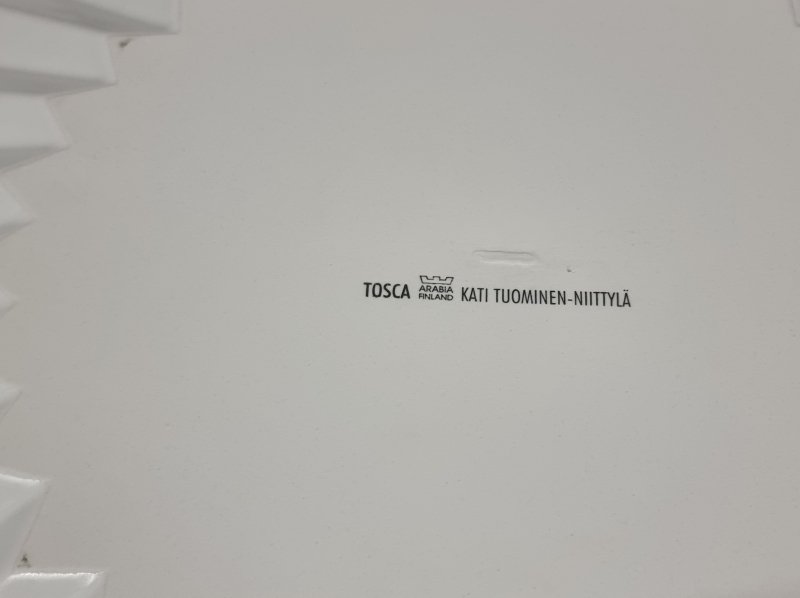 TOSCA ARABIA FINLAND KATI TUOMINEN-NIITTYLÄ